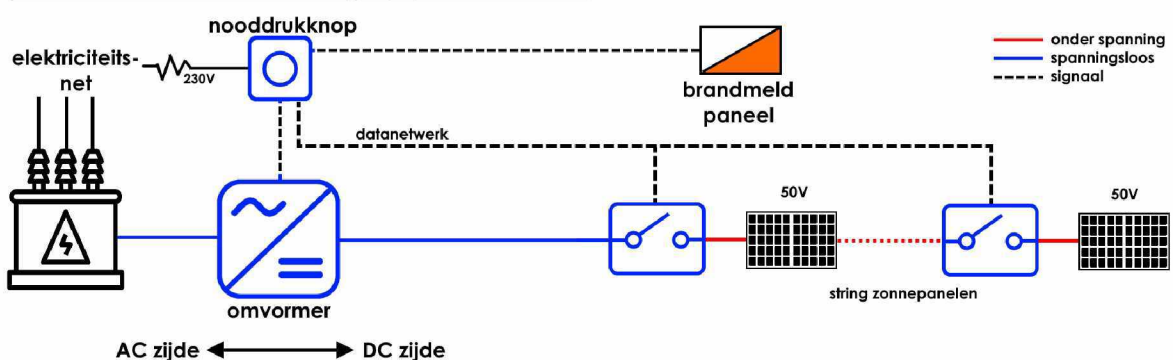 nooddrukknop
elektriciteits-
net
230V
brandmeld
paneel
onder spanning
spanningsloos
signaal
datanetwerk
50V
50V
string zonnepanelen
omvormer
AC zijde
DC zijde